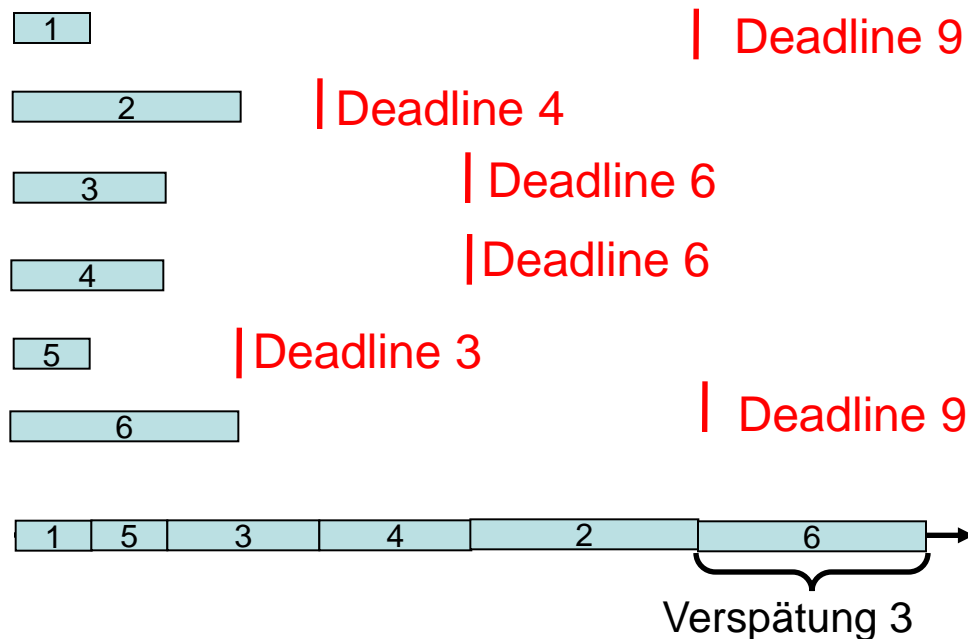 1
Deadline 9
2
Deadline 4
3
Deadline 6
4
Deadline 6
5
Deadline 3
6
Deadline 9
1 5 3 4 2 6
Verspätung 3